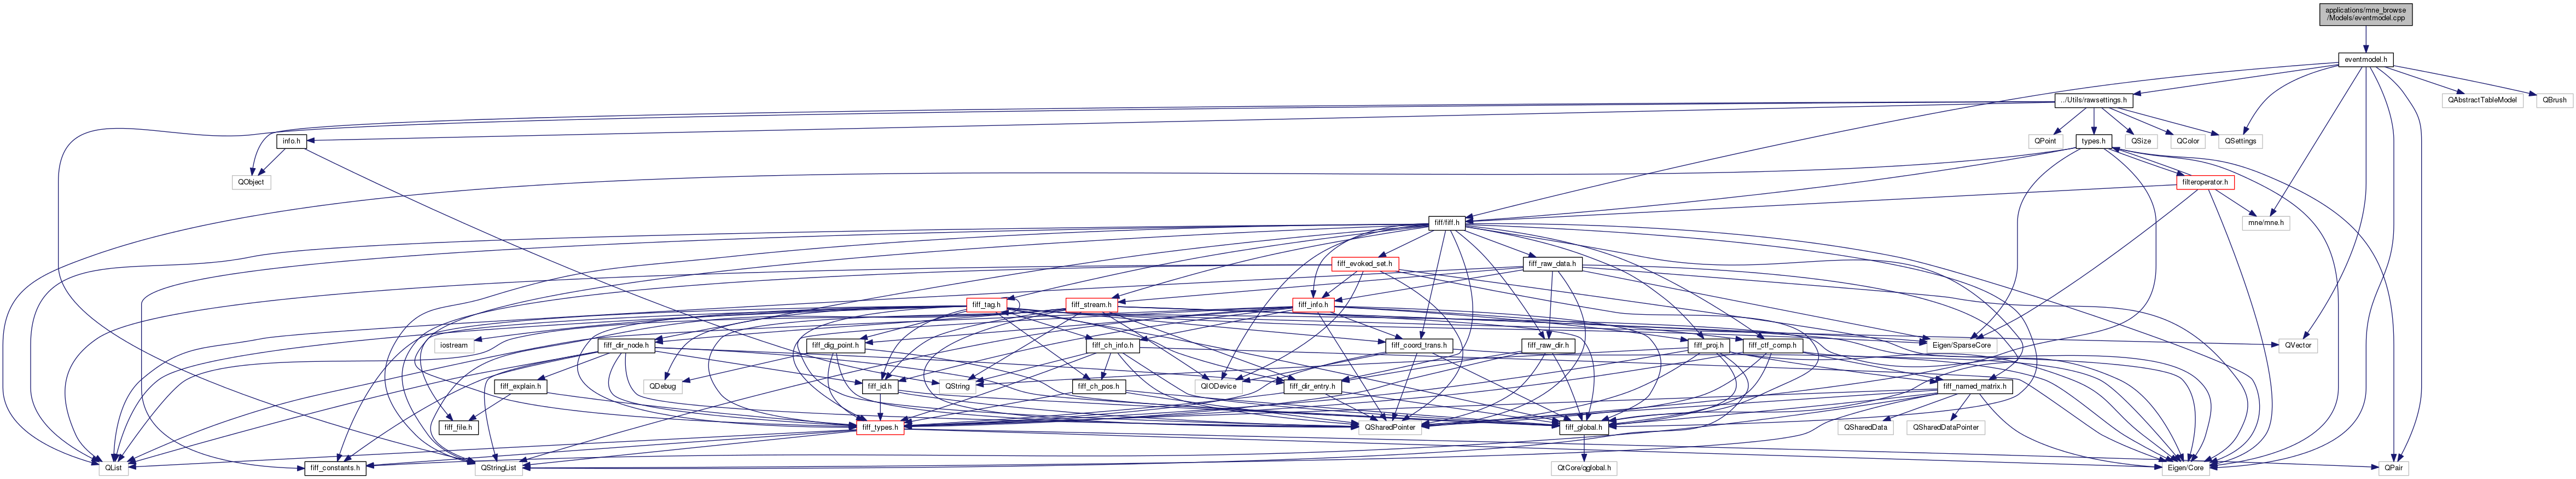 applications/mne_browse
/Models/eventmodel.cpp
eventmodel.h
../Utils/rawsettings.h
QAbstractTableModel
QBrush
info.h
QPoint
types.h
QSize
QColor
QSettings
QObject
filteroperator.h
fiff/fiff.h
mne/mne.h
fiff_evoked_set.h
fiff_raw_data.h
fiff_tag.h
fiff_stream.h
fiff_info.h
iostream
fiff_dir_node.h
fiff_dig_point.h
fiff_ch_info.h
fiff_coord_trans.h
fiff_raw_dir.h
fiff_proj.h
fiff_ctf_comp.h
Eigen/SparseCore
QVector
fiff_explain.h
QDebug
fiff_id.h
QString
fiff_ch_pos.h
QIODevice
fiff_dir_entry.h
fiff_named_matrix.h
fiff_file.h
fiff_types.h
QSharedPointer
fiff_global.h
QSharedData
QSharedDataPointer
QList
fiff_constants.h
QStringList
QtCore/qglobal.h
Eigen/Core
QPair